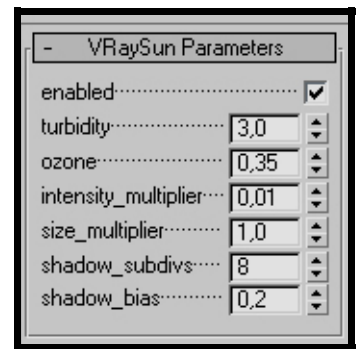 - VRaySun Parameters
enabled
turbidity 3,0
ozone 0,35
intensity_multiplier 0,01
size_multiplier 1,0
shadow_subdivs 8
shadow_bias 0,2